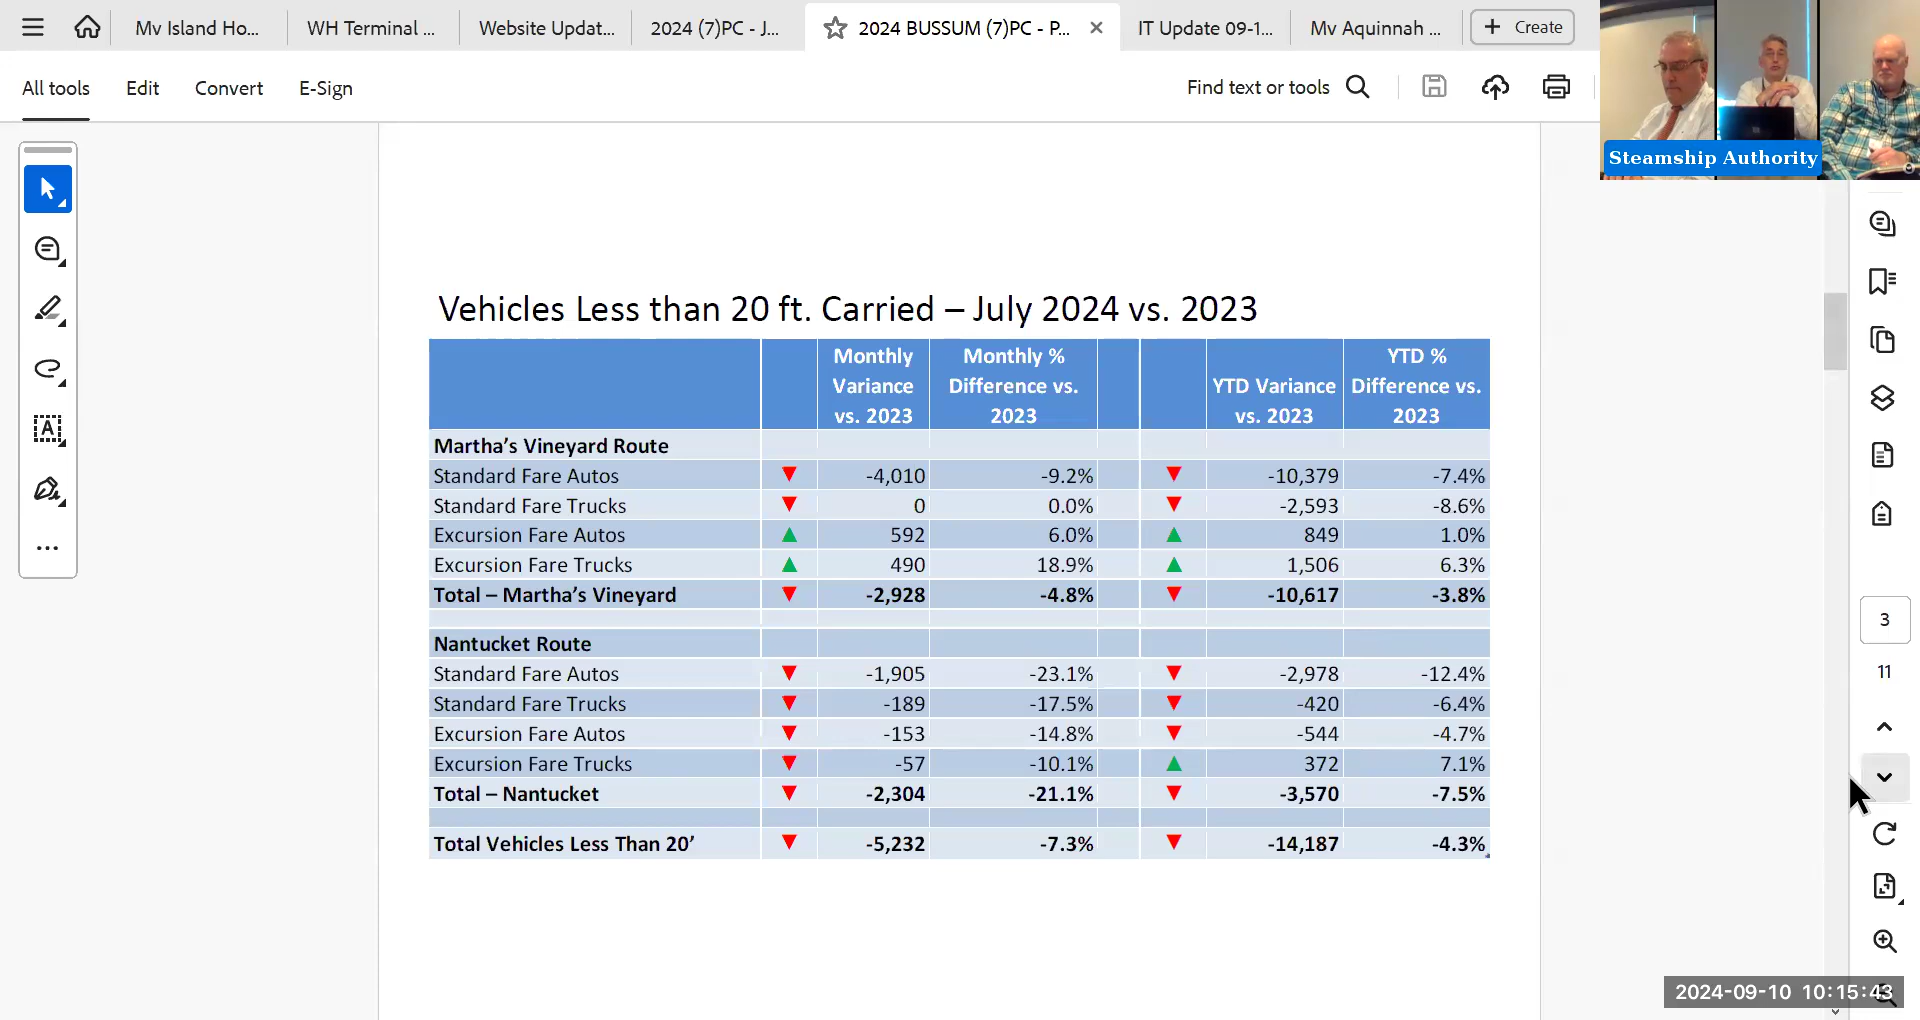 Mv Island Ho...
WH Terminal ...
Website Updat...
2024 (7)PC - J...
2024 BUSSUM (7)PC - P...
IT Update 09-1...
Mv Aquinnah ...
Create
All tools
Edit
Convert
E-Sign
Find text or tools
Steamship Authority
Vehicles Less than 20 ft. Carried – July 2024 vs. 2023
Monthly Variance vs. 2023
Monthly % Difference vs. 2023
YTD Variance vs. 2023
YTD % Difference vs. 2023
Martha's Vineyard Route
Standard Fare Autos ▼ -4,010 -9.2% ▼ -10,379 -7.4%
Standard Fare Trucks ▼ 0 0.0% ▼ -2,593 -8.6%
Excursion Fare Autos ▲ 592 6.0% ▲ 849 1.0%
Excursion Fare Trucks ▲ 490 18.9% ▲ 1,506 6.3%
Total – Martha's Vineyard ▼ -2,928 -4.8% ▼ -10,617 -3.8%
Nantucket Route
Standard Fare Autos ▼ -1,905 -23.1% ▼ -2,978 -12.4%
Standard Fare Trucks ▼ -189 -17.5% ▼ -420 -6.4%
Excursion Fare Autos ▼ -153 -14.8% ▼ -544 -4.7%
Excursion Fare Trucks ▼ -57 -10.1% ▲ 372 7.1%
Total – Nantucket ▼ -2,304 -21.1% ▼ -3,570 -7.5%
Total Vehicles Less Than 20' ▼ -5,232 -7.3% ▼ -14,187 -4.3%
3
11
2024-09-10 10:15:43